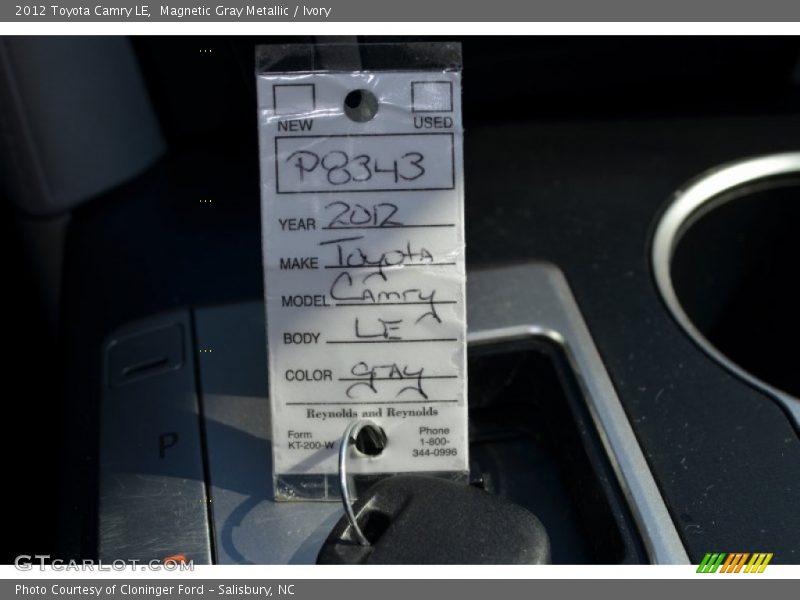 2012 Toyota Camry LE, Magnetic Gray Metallic / Ivory
NEW USED
P8343
YEAR 2012
MAKE Toyota
MODEL Camry
BODY LE
COLOR gray
Reynolds and Reynolds
Form Phone
KT-200-W 1-800-
344-0996
P
GTCARLOT.COM
Photo Courtesy of Cloninger Ford – Salisbury, NC